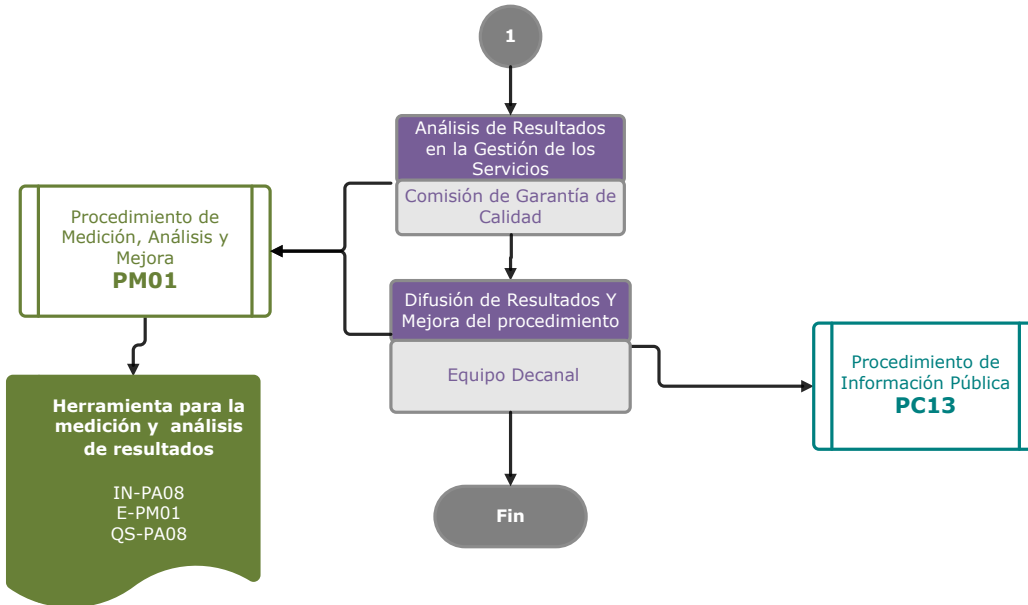 1
Análisis de Resultados
en la Gestión de los
Servicios
Comisión de Garantía de
Calidad
Procedimiento de
Medición, Análisis y
Mejora
PM01
Difusión de Resultados Y
Mejora del procedimiento
Equipo Decanal
Procedimiento de
Información Pública
PC13
Herramienta para la
medición y análisis
de resultados
IN-PA08
E-PM01
QS-PA08
Fin